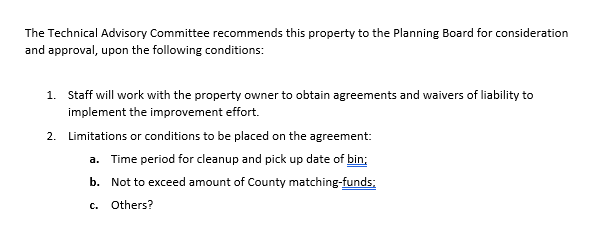 The Technical Advisory Committee recommends this property to the Planning Board for consideration
and approval, upon the following conditions:
1. Staff will work with the property owner to obtain agreements and waivers of liability to
implement the improvement effort.
2. Limitations or conditions to be placed on the agreement:
a. Time period for cleanup and pick up date of bin;
b. Not to exceed amount of County matching-funds;
c. Others?